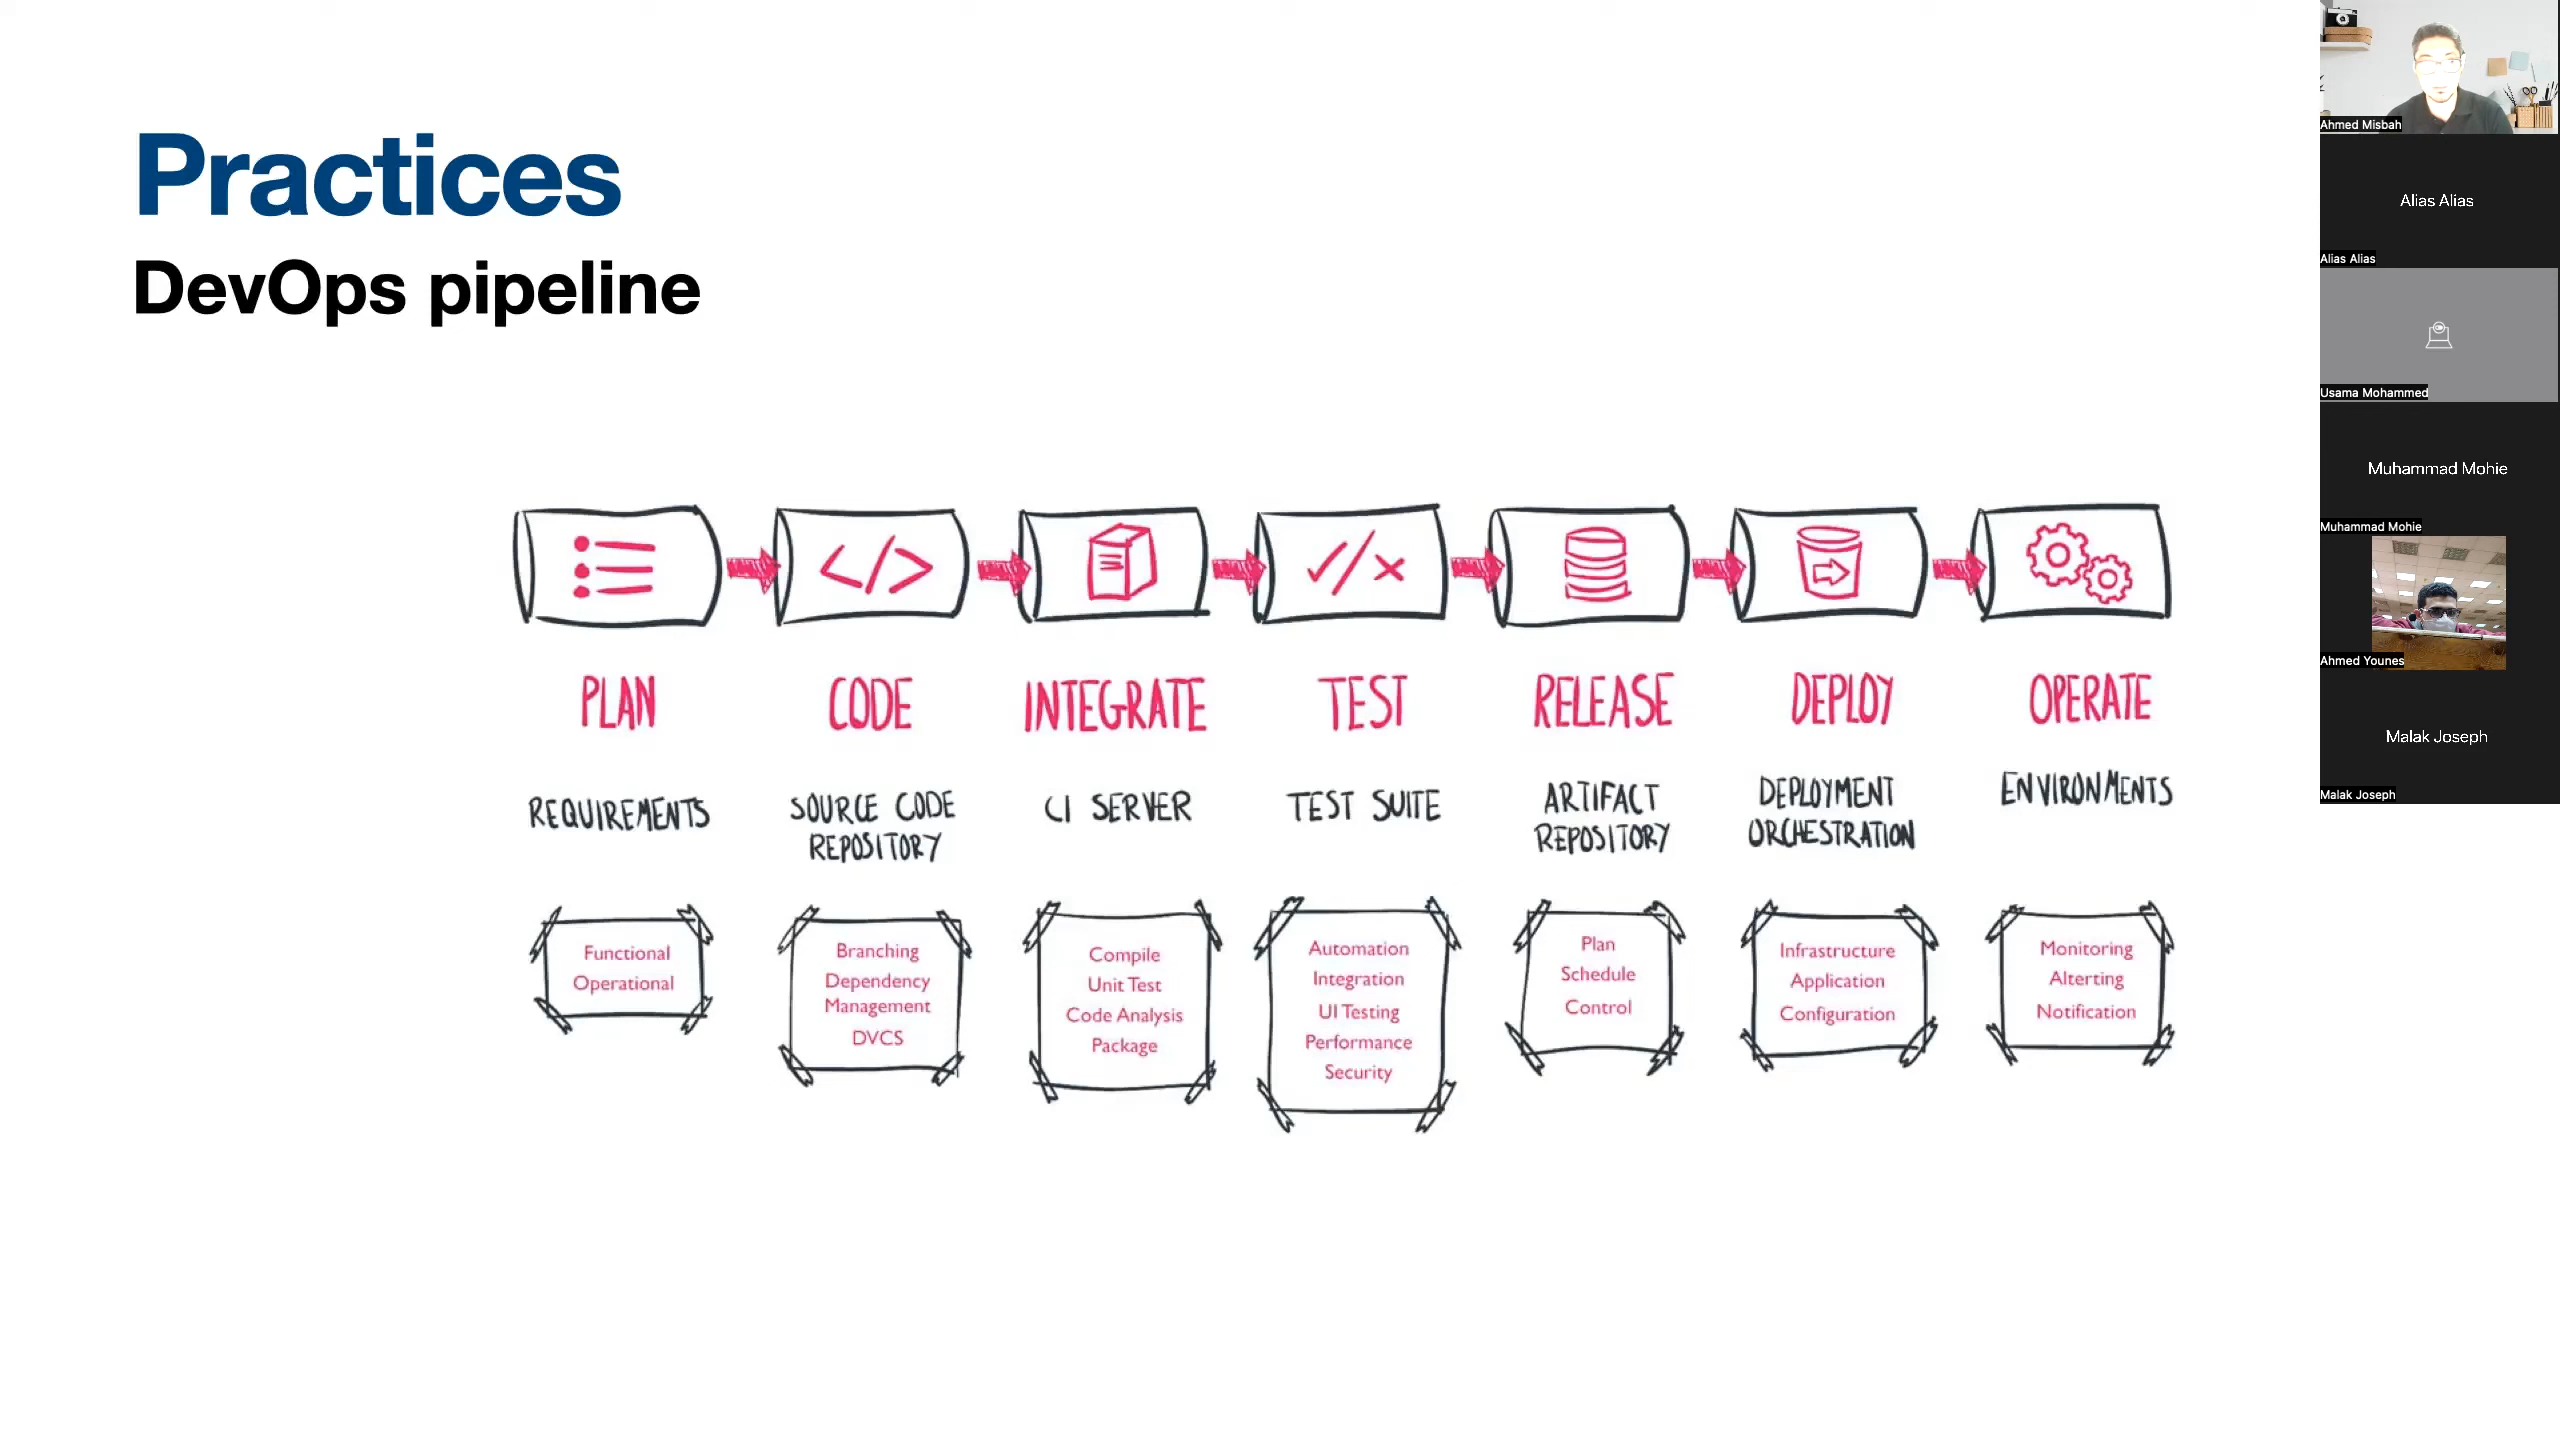 Practices
DevOps pipeline
PLAN
CODE
INTEGRATE
TEST
RELEASE
DEPLOY
OPERATE
REQUIREMENTS
SOURCE CODE
REPOSITORY
CI SERVER
TEST SUITE
ARTIFACT
REPOSITORY
DEPLOYMENT
ORCHESTRATION
ENVIRONMENTS
Functional
Operational
Branching
Dependency
Management
DVCS
Compile
Unit Test
Code Analysis
Package
Automation
Integration
UI Testing
Performance
Security
Plan
Schedule
Control
Infrastructure
Application
Configuration
Monitoring
Alterting
Notification
Ahmed Misbah
Alias Alias
Alias Alias
Usama Mohammed
Muhammad Mohie
Muhammad Mohie
Ahmed Younes
Malak Joseph
Malak Joseph